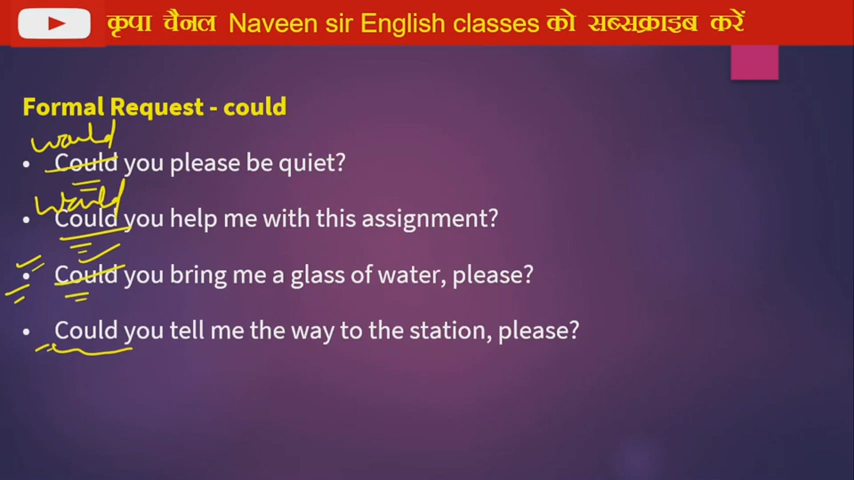 कृपा चैनल Naveen sir English classes को सब्सक्राइब करें
Formal Request - could
would
• Could you please be quiet?
would
• Could you help me with this assignment?
• Could you bring me a glass of water, please?
• Could you tell me the way to the station, please?